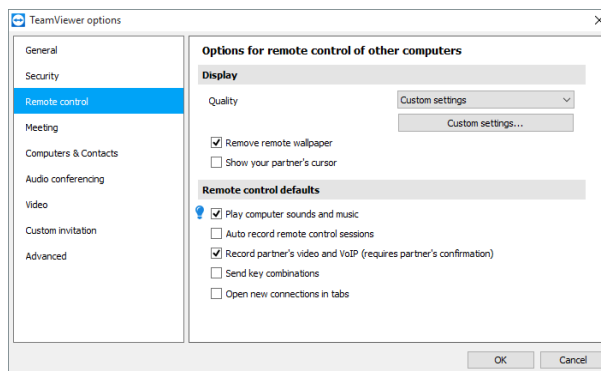 TeamViewer options
General
Security
Remote control
Meeting
Computers & Contacts
Audio conferencing
Video
Custom invitation
Advanced
Options for remote control of other computers
Display
Quality
Custom settings
Custom settings...
Remove remote wallpaper
Show your partner's cursor
Remote control defaults
Play computer sounds and music
Auto record remote control sessions
Record partner's video and VoIP (requires partner's confirmation)
Send key combinations
Open new connections in tabs
OK
Cancel